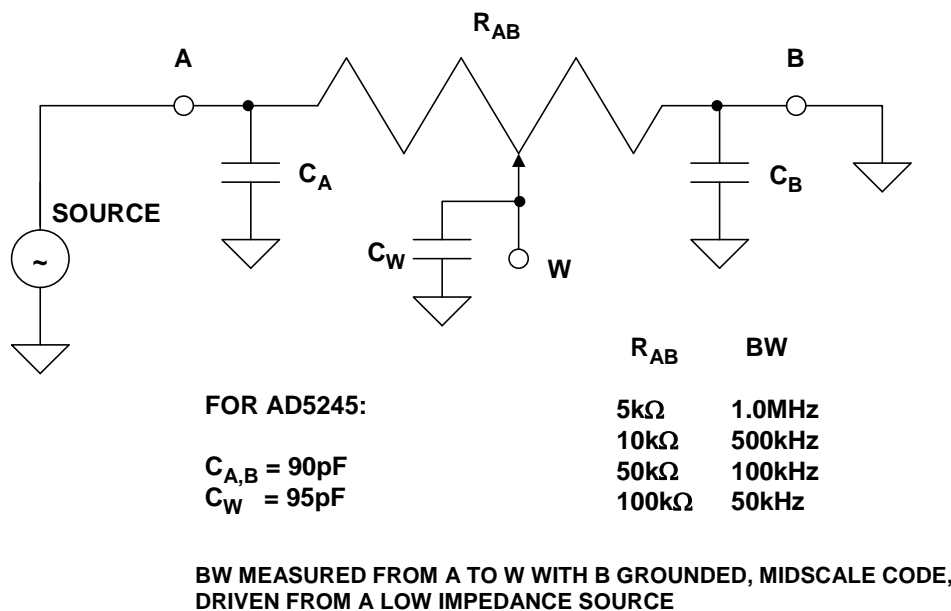 R_AB
A
B
C_A
C_B
SOURCE
~
C_W
W
R_AB BW
FOR AD5245:
5kΩ 1.0MHz
10kΩ 500kHz
C_A,B = 90pF
50kΩ 100kHz
C_W = 95pF
100kΩ 50kHz
BW MEASURED FROM A TO W WITH B GROUNDED, MIDSCALE CODE,
DRIVEN FROM A LOW IMPEDANCE SOURCE